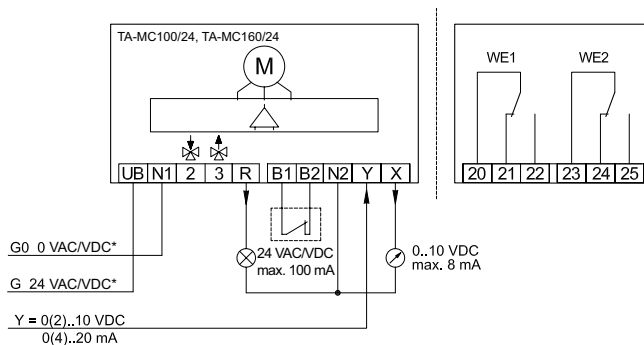 TA-MC100/24, TA-MC160/24
M
WE1 WE2
UB N1 2 3 R B1 B2 N2 Y X
20 21 22 23 24 25
G0 0 VAC/VDC*
24 VAC/VDC
max. 100 mA
0..10 VDC
max. 8 mA
G 24 VAC/VDC*
Y = 0(2)..10 VDC
0(4)..20 mA